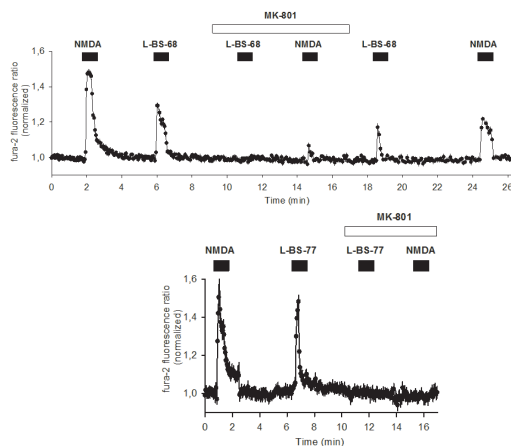 MK-801
NMDA L-BS-68 L-BS-68 NMDA L-BS-68 NMDA
fura-2 fluorescence ratio
(normalized)
1,6
1,4
1,2
1,0
0 2 4 6 8 10 12 14 16 18 20 22 24 26
Time (min)
MK-801
NMDA L-BS-77 L-BS-77 NMDA
fura-2 fluorescence ratio
(normalized)
1,6
1,4
1,2
1,0
0 2 4 6 8 10 12 14 16
Time (min)